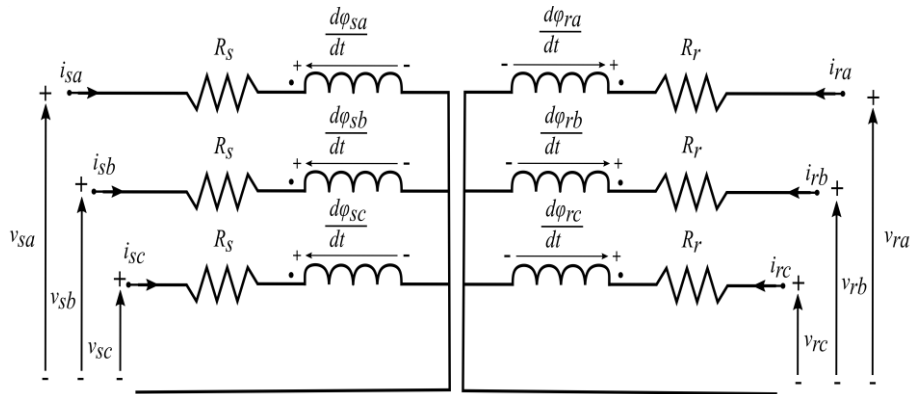 dφsa dφra
dt dt
Rs Rr
isa + - - + ira
+ +
dφsb dφrb
dt dt
Rs Rr
isb + - - + irb
+ +
vsa dφsc dφrc vra
dt dt
isc Rs Rr irc
+ + - - + +
vsb vrb
vsc vrc
- - - - - -